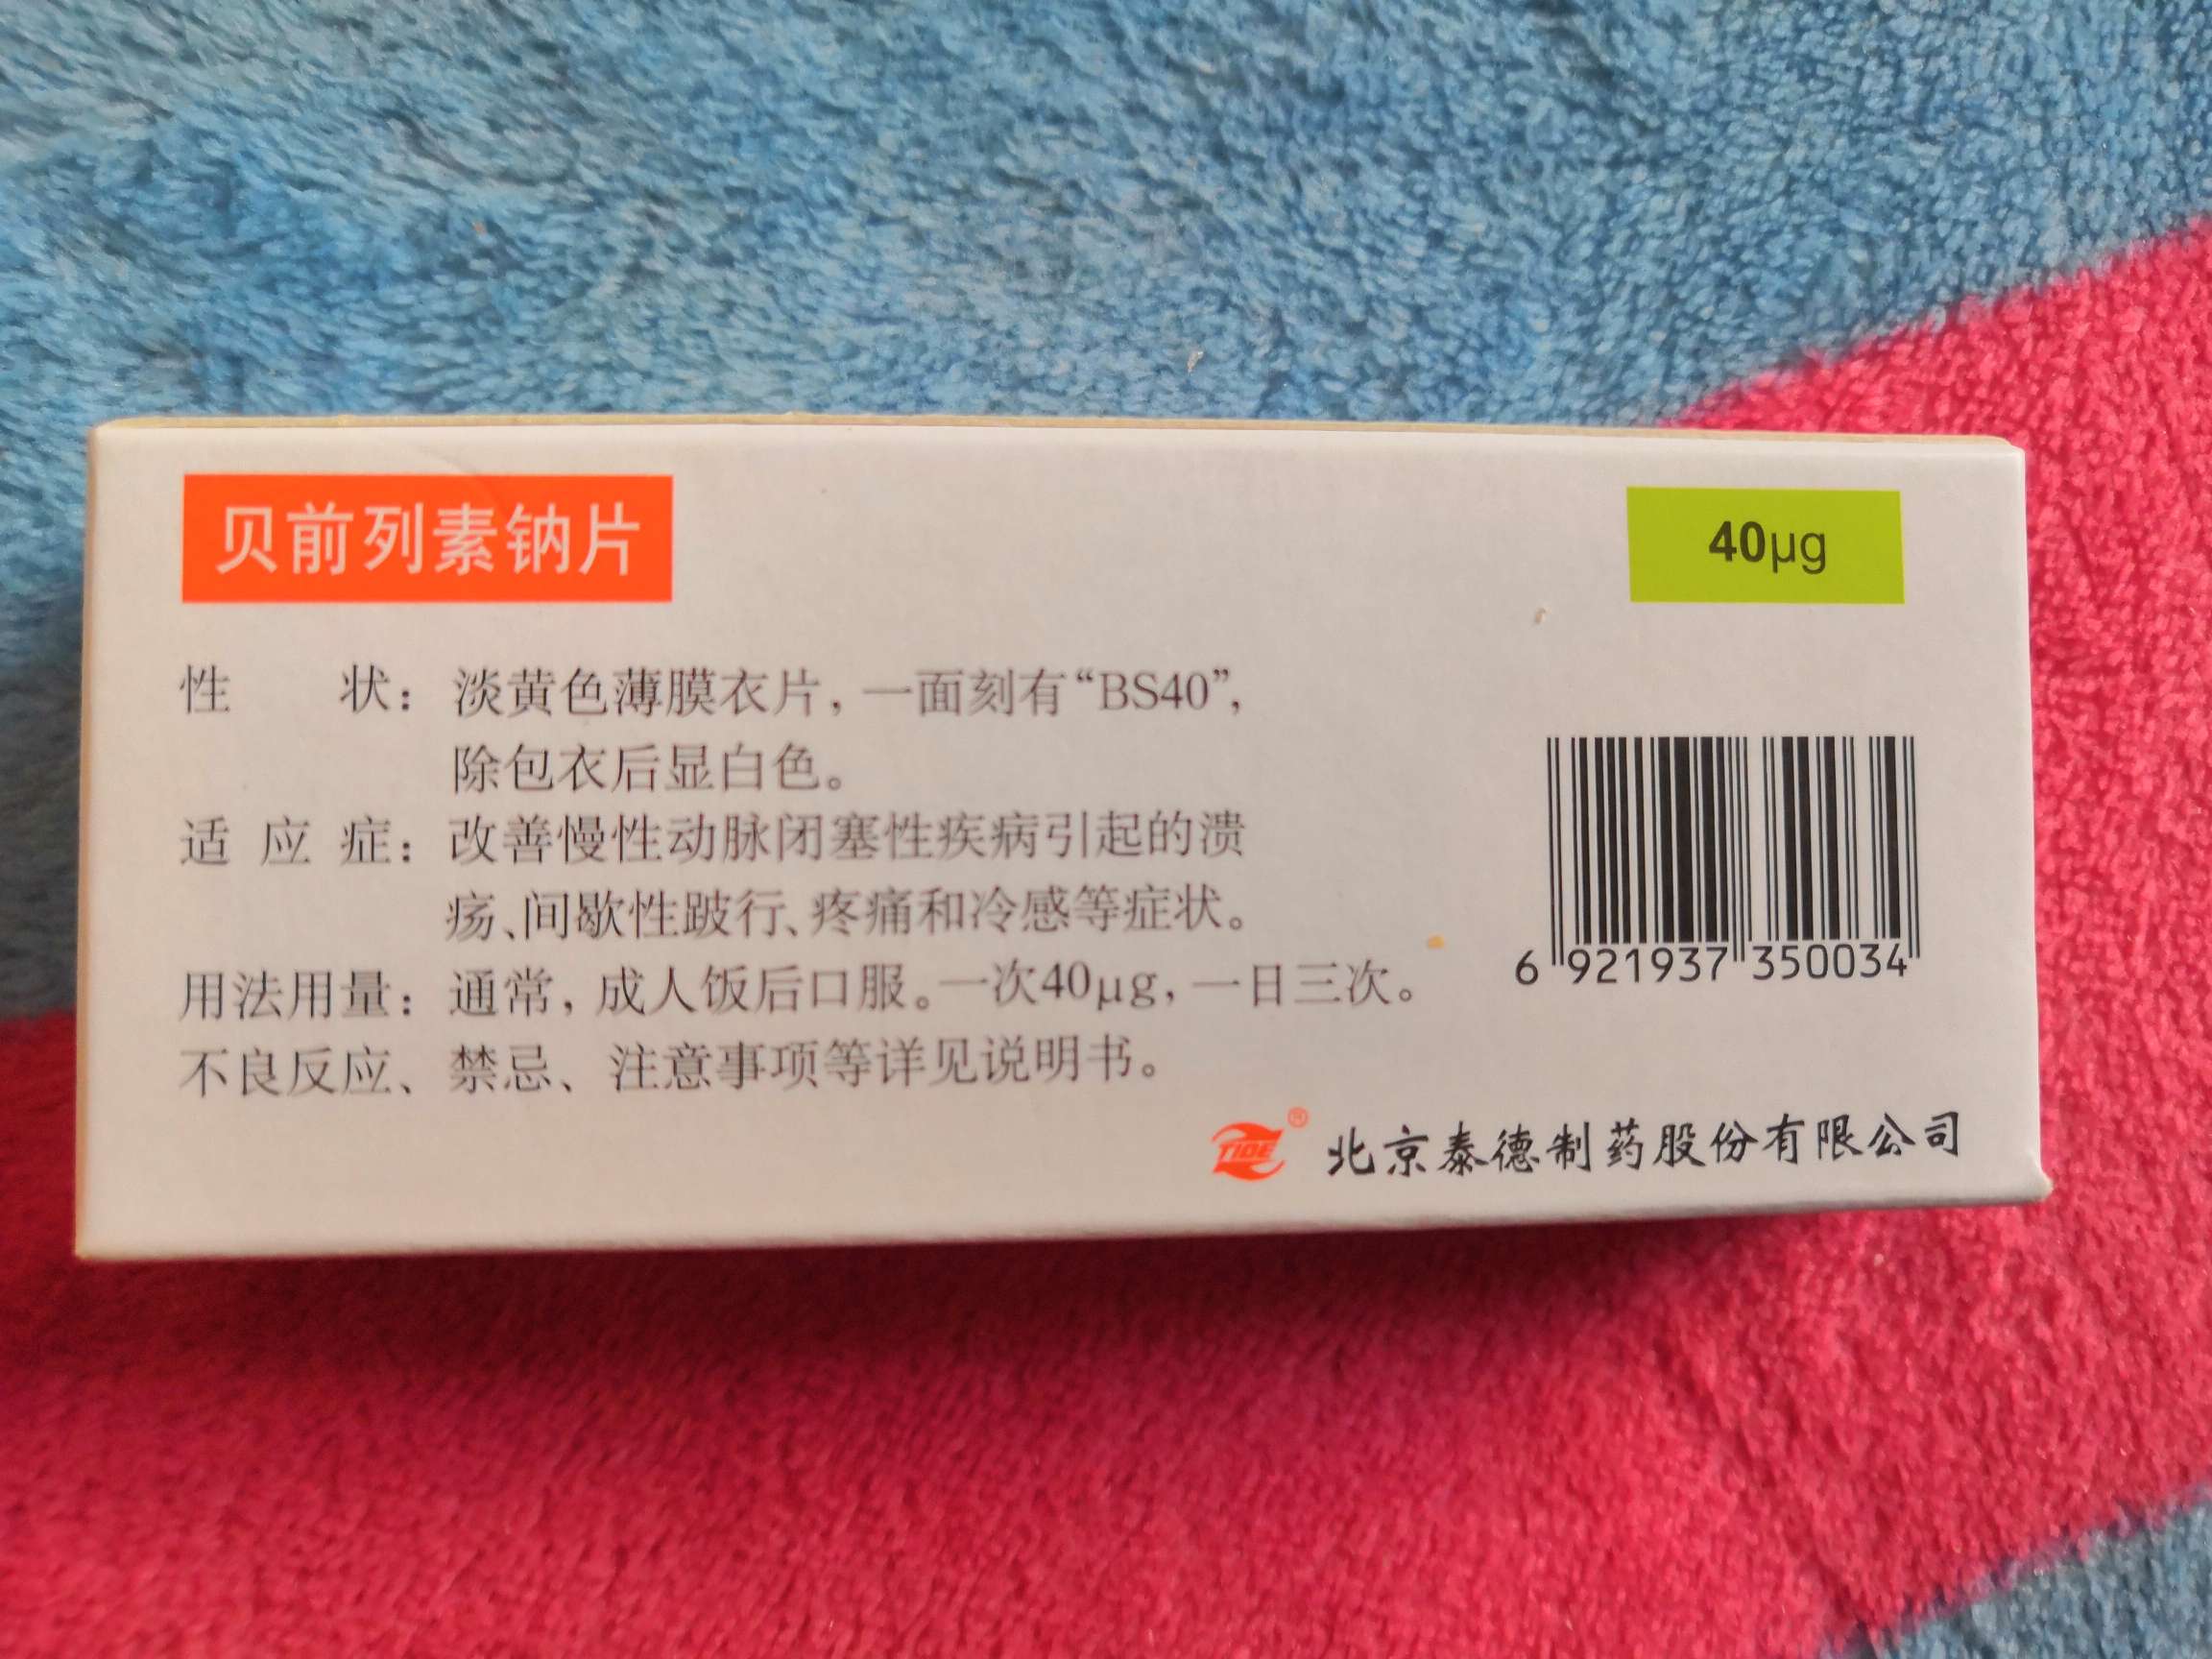 贝前列素钠片
40μg
性 状：淡黄色薄膜衣片，一面刻有“BS40”，
除包衣后显白色。
适 应 症：改善慢性动脉闭塞性疾病引起的溃
疡、间歇性跛行、疼痛和冷感等症状。
用法用量：通常，成人饭后口服。一次40μg，一日三次。
不良反应、禁忌、注意事项等详见说明书。
6 921937 350034
TIDE® 北京泰德制药股份有限公司